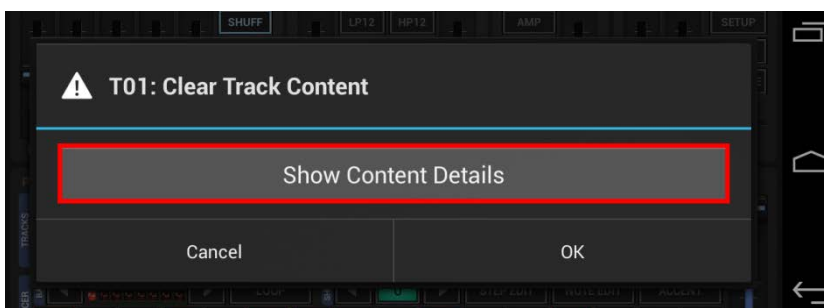 SHUFF LP12 HP12 AMP SETUP
T01: Clear Track Content
Show Content Details
Cancel OK
TRACKS
LOOP STEP EDIT NOTE EDIT ACCENT